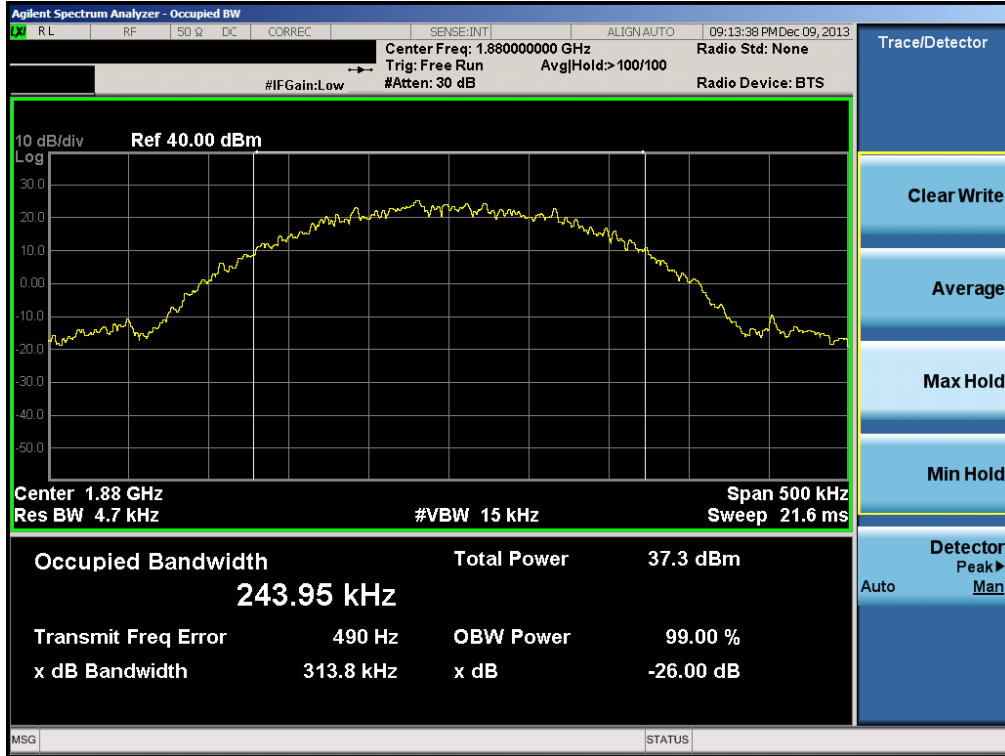 Agilent Spectrum Analyzer - Occupied BW
LXI RL RF 50 Ω DC CORREC SENSE:INT ALIGN AUTO 09:13:38 PM Dec 09, 2013
Center Freq: 1.880000000 GHz Radio Std: None
Trig: Free Run Avg|Hold:>100/100
#IFGain:Low #Atten: 30 dB Radio Device: BTS
10 dB/div Ref 40.00 dBm
Log
30.0
20.0
10.0
0.00
-10.0
-20.0
-30.0
-40.0
-50.0
Center 1.88 GHz Span 500 kHz
Res BW 4.7 kHz #VBW 15 kHz Sweep 21.6 ms
Occupied Bandwidth Total Power 37.3 dBm
243.95 kHz
Transmit Freq Error 490 Hz OBW Power 99.00 %
x dB Bandwidth 313.8 kHz x dB -26.00 dB
MSG STATUS
Trace/Detector
Clear Write
Average
Max Hold
Min Hold
Detector
Peak▶
Auto Man